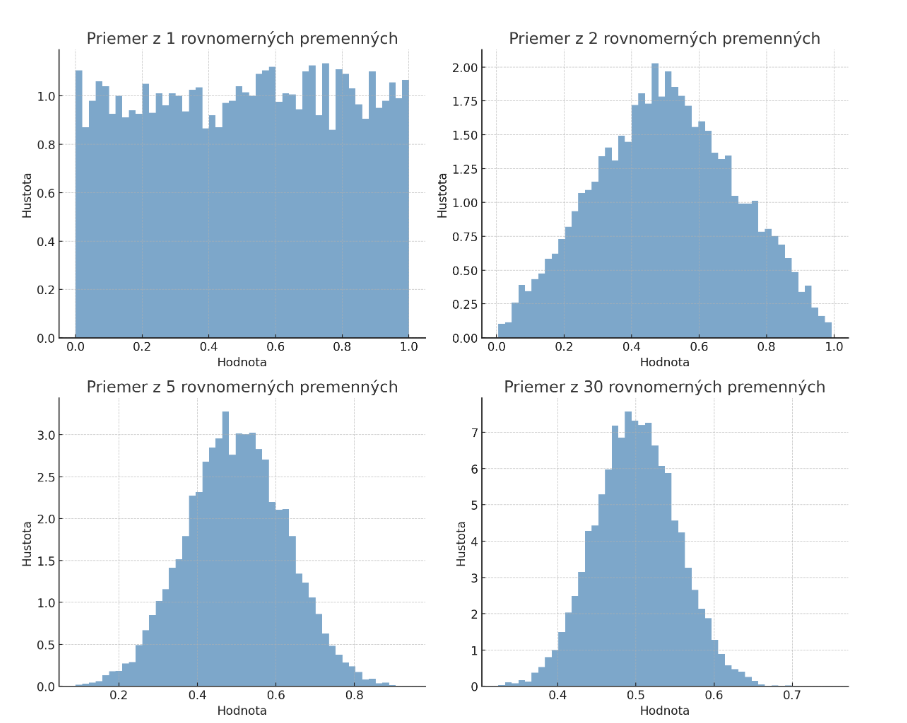 Priemer z 1 rovnomerných premenných
Hustota
1.0
0.8
0.6
0.4
0.2
0.0
0.0 0.2 0.4 0.6 0.8 1.0
Hodnota
Priemer z 2 rovnomerných premenných
Hustota
2.00
1.75
1.50
1.25
1.00
0.75
0.50
0.25
0.00
0.0 0.2 0.4 0.6 0.8 1.0
Hodnota
Priemer z 5 rovnomerných premenných
Hustota
3.0
2.5
2.0
1.5
1.0
0.5
0.0
0.2 0.4 0.6 0.8
Hodnota
Priemer z 30 rovnomerných premenných
Hustota
7
6
5
4
3
2
1
0
0.4 0.5 0.6 0.7
Hodnota